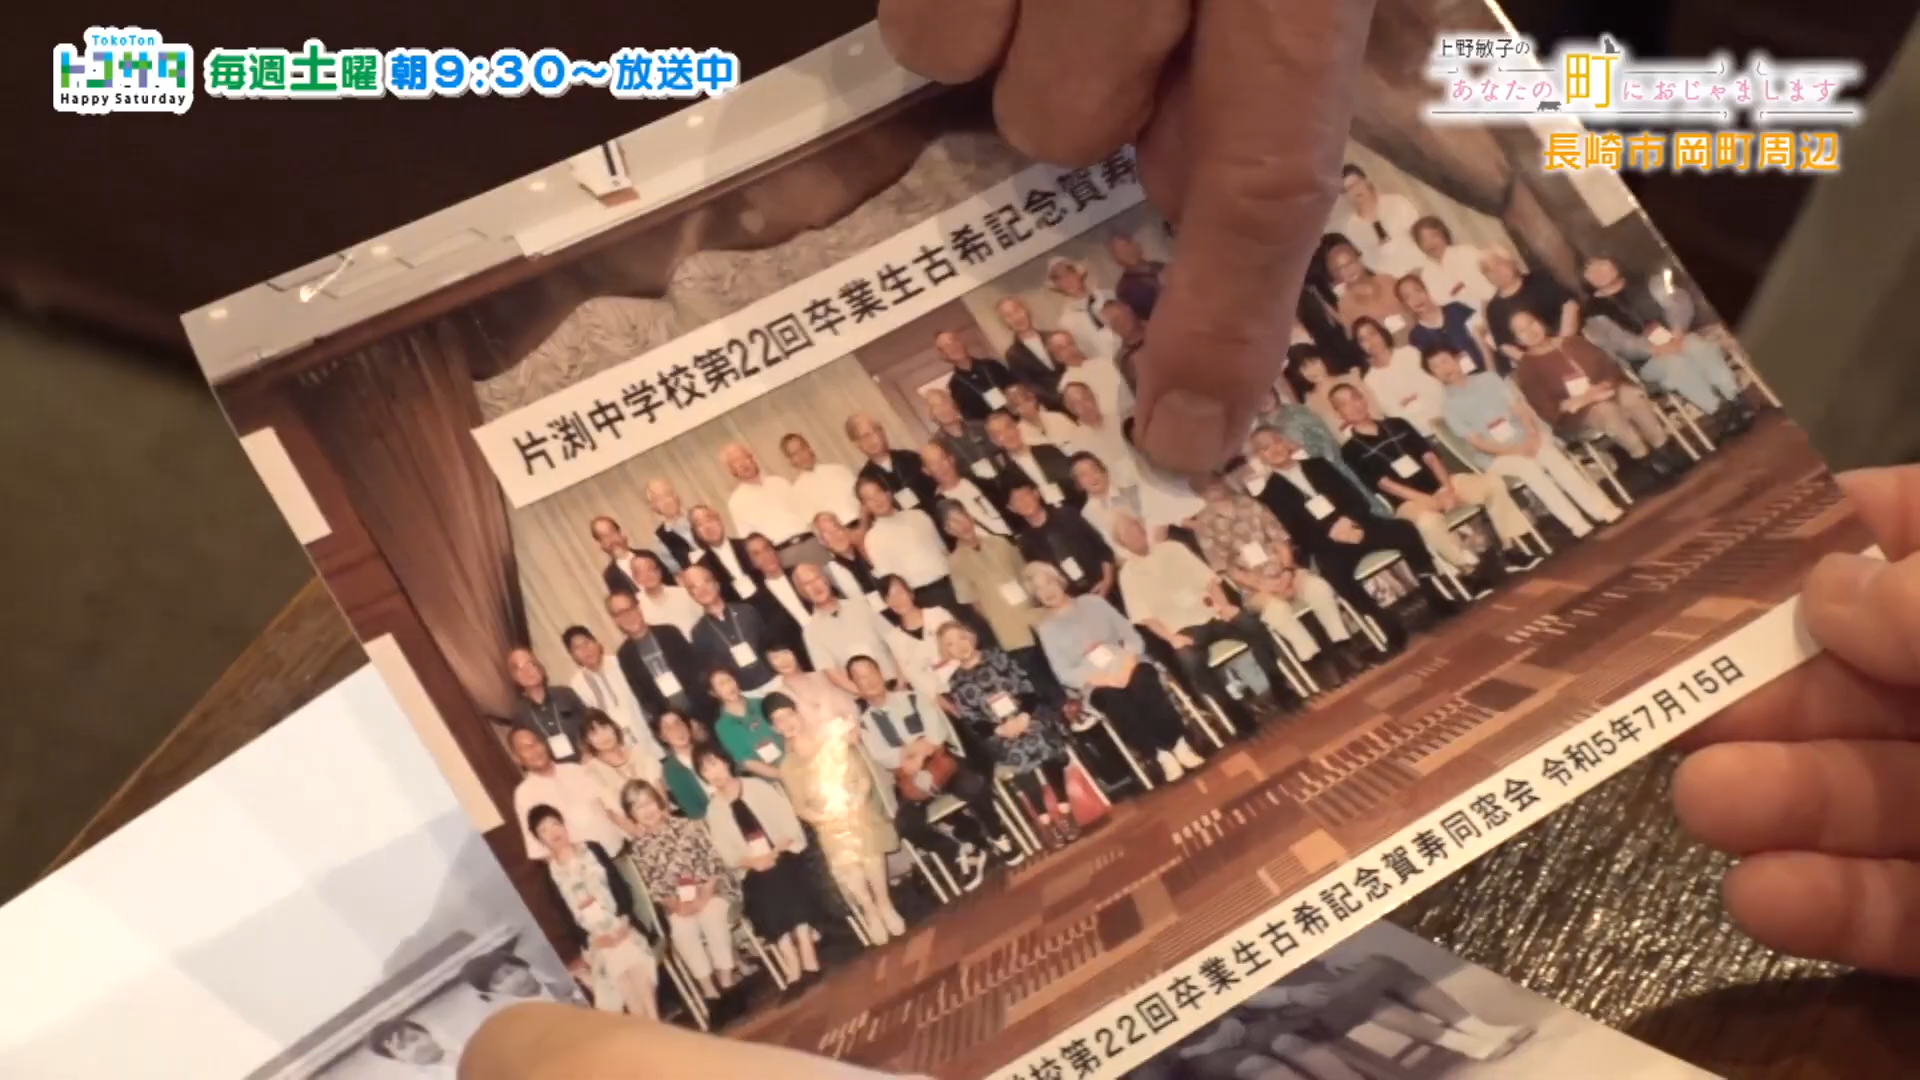 TokoTon
トコサタ
Happy Saturday
毎週土曜 朝9:30～放送中
上野敏子の
あなたの町におじゃまします
長崎市岡町周辺
片渕中学校第22回卒業生古希記念賀寿
校第22回卒業生古希記念賀寿同窓会 令和5年7月15日